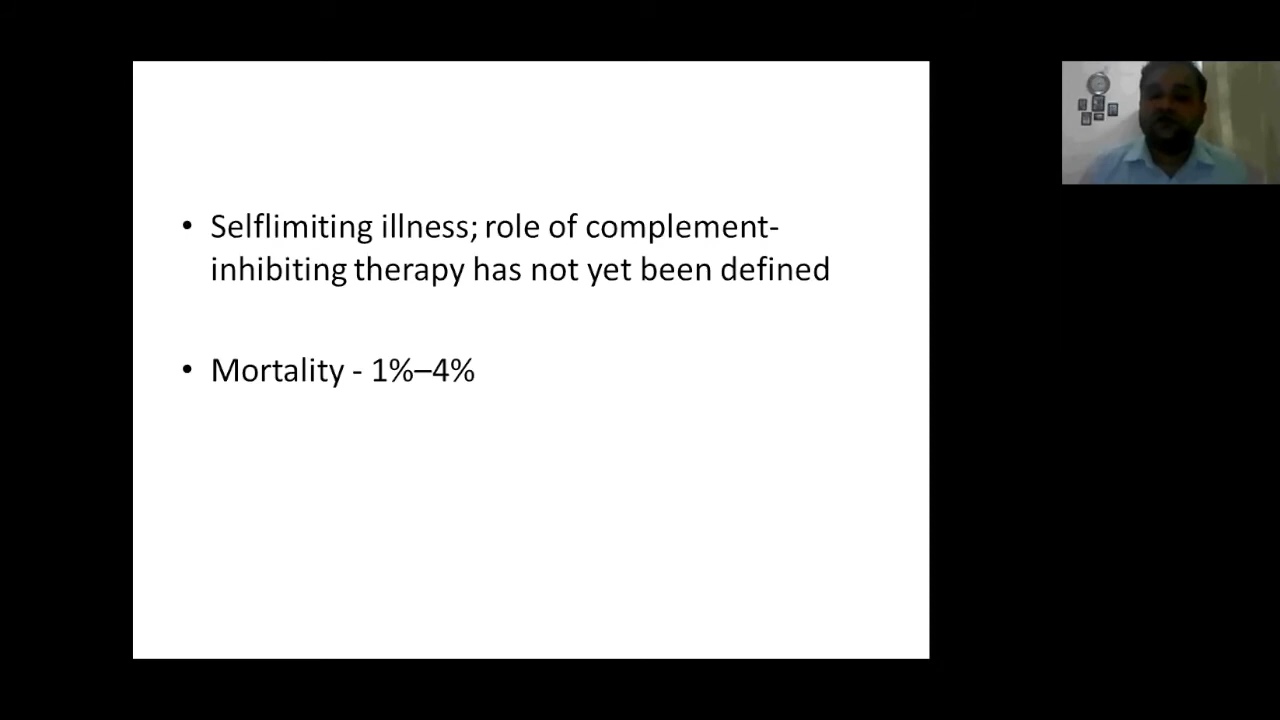 • Selflimiting illness; role of complement-
inhibiting therapy has not yet been defined
• Mortality - 1%–4%